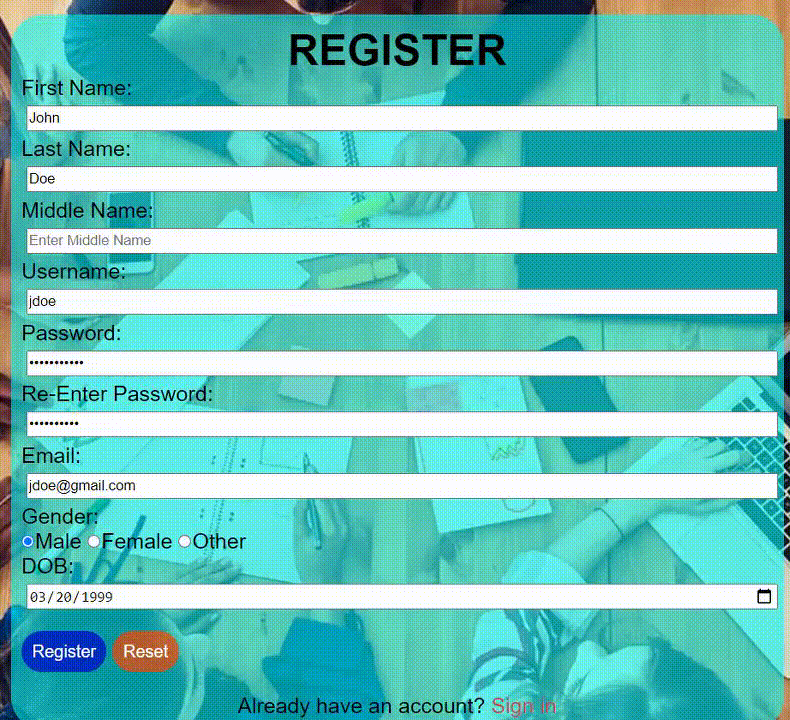 REGISTER
First Name:
John
Last Name:
Doe
Middle Name:
Enter Middle Name
Username:
jdoe
Password:
•••••••••••
Re-Enter Password:
••••••••••
Email:
jdoe@gmail.com
Gender:
Male Female Other
DOB:
03/20/1999
Register Reset
Already have an account? Sign in